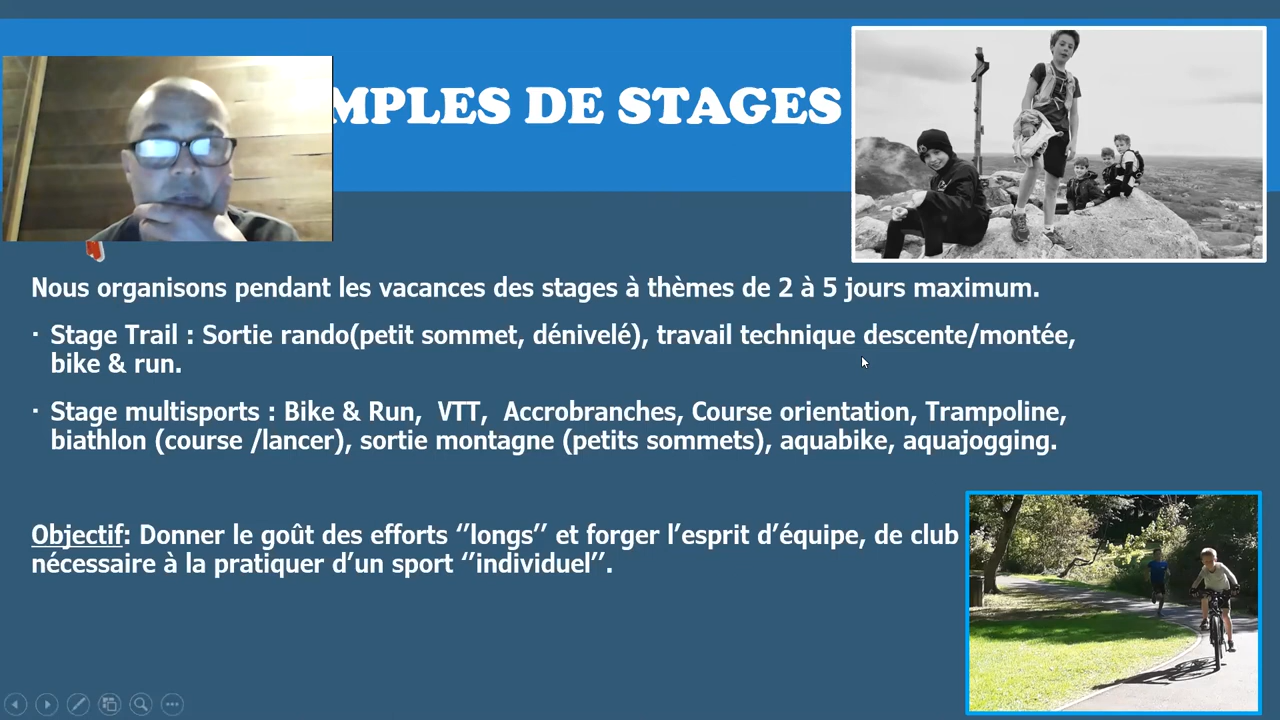 MPLES DE STAGES
Nous organisons pendant les vacances des stages à thèmes de 2 à 5 jours maximum.
· Stage Trail : Sortie rando(petit sommet, dénivelé), travail technique descente/montée,
bike & run.
· Stage multisports : Bike & Run,  VTT,  Accrobranches, Course orientation, Trampoline,
biathlon (course /lancer), sortie montagne (petits sommets), aquabike, aquajogging.
Objectif: Donner le goût des efforts ‘’longs’’ et forger l’esprit d’équipe, de club
nécessaire à la pratiquer d’un sport ‘’individuel’’.